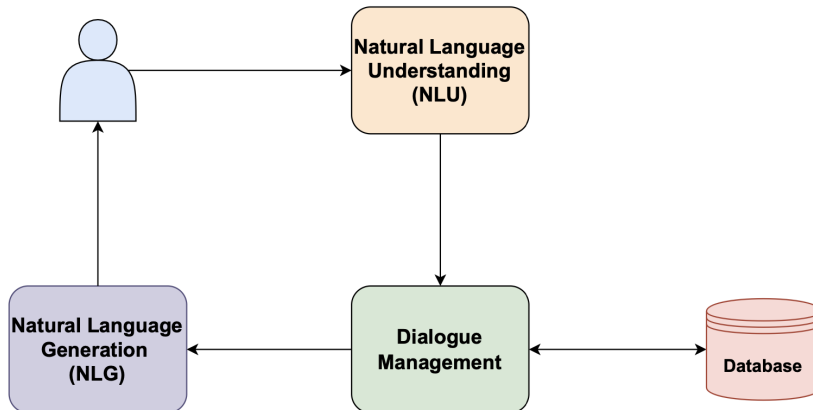 Natural Language
Understanding
(NLU)
Natural Language
Generation
(NLG)
Dialogue
Management
Database